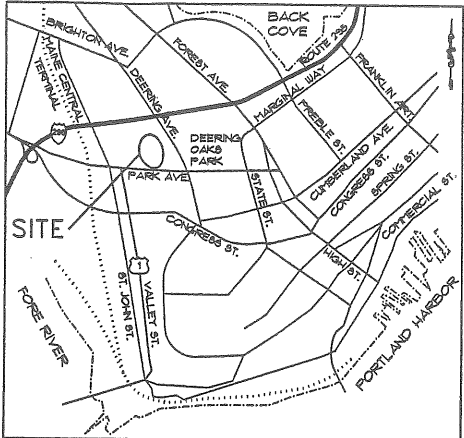 BACK
COVE
BRIGHTON AVE.
FOREST AVE.
ROUTE 295
MAINE CENTRAL
TERMINAL
DEERING AVE.
MARGINAL WAY
FRANKLIN ART.
PREBLE ST.
295
DEERING
OAKS
PARK
CUMBERLAND AVE.
CONGRESS ST.
SPRING ST.
PARK AVE.
STATE ST.
COMMERCIAL ST.
SITE
CONGRESS ST.
HIGH ST.
1
ST. JOHN ST.
VALLEY ST.
FORE RIVER
PORTLAND HARBOR